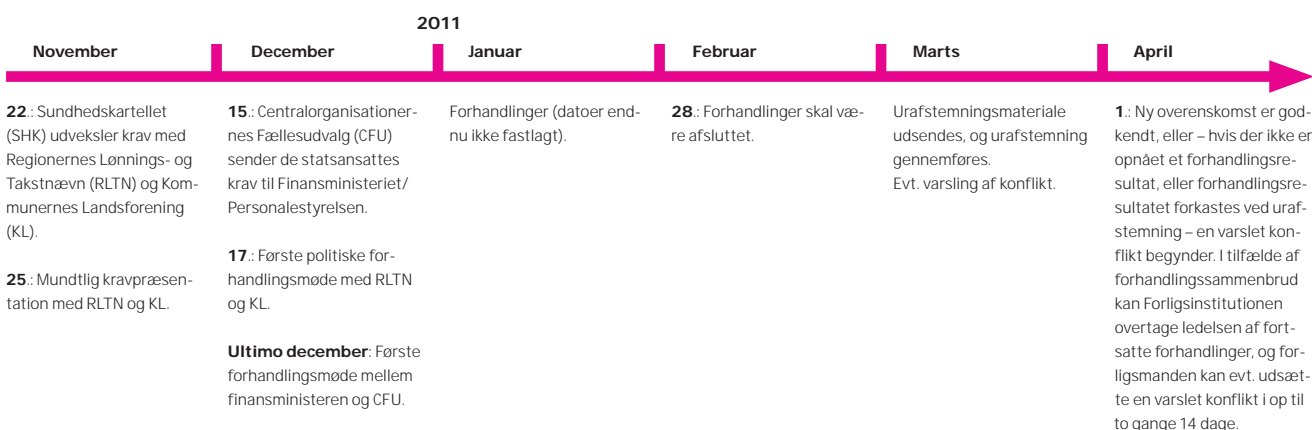 2011
November
December
Januar
Februar
Marts
April
22.: Sundhedskartellet
(SHK) udveksler krav med
Regionernes Lønnings- og
Takstnævn (RLTN) og Kom-
munernes Landsforening
(KL).
25.: Mundtlig kravpræsen-
tation med RLTN og KL.
15.: Centralorganisationer-
nes Fællesudvalg (CFU)
sender de statsansattes
krav til Finansministeriet/
Personalestyrelsen.
17.: Første politiske for-
handlingsmøde med RLTN
og KL.
Ultimo december: Første
forhandlingsmøde mellem
finansministeren og CFU.
Forhandlinger (datoer end-
nu ikke fastlagt).
28.: Forhandlinger skal væ-
re afsluttet.
Urafstemningsmateriale
udsendes, og urafstemning
gennemføres.
Evt. varsling af konflikt.
1.: Ny overenskomst er god-
kendt, eller – hvis der ikke er
opnået et forhandlingsre-
sultat, eller forhandlingsre-
sultatet forkastes ved uraf-
stemning – en varslet kon-
flikt begynder. I tilfælde af
forhandlingssammenbrud
kan Forligsinstitutionen
overtage ledelsen af fort-
satte forhandlinger, og for-
ligsmanden kan evt. udsæt-
te en varslet konflikt i op til
to gange 14 dage.